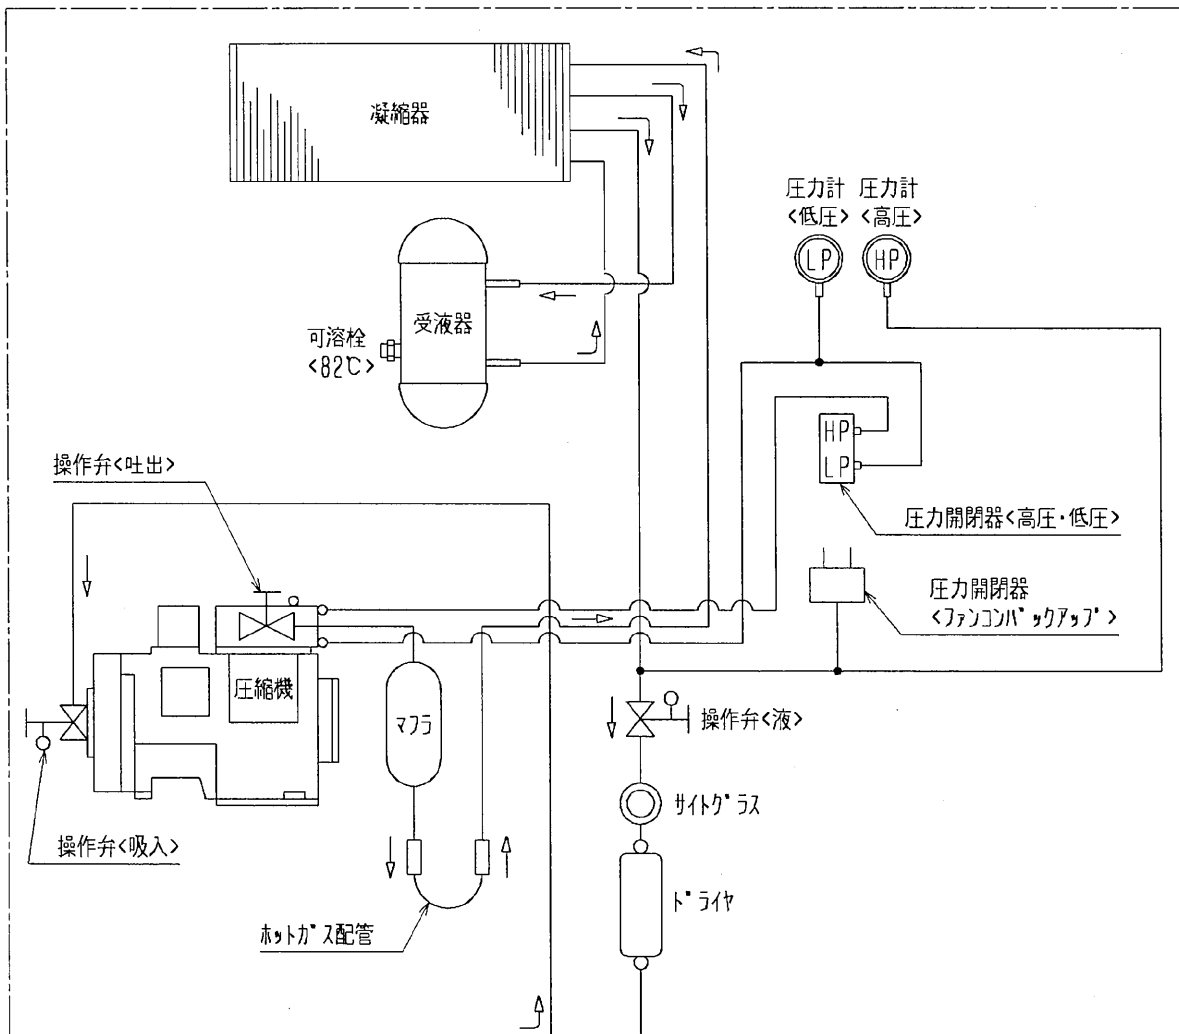 凝縮器
圧力計
<低圧>
圧力計
<高圧>
LP
HP
受液器
可溶栓
<82℃>
HP
LP
操作弁<吐出>
圧力開閉器<高圧・低圧>
圧力開閉器
<ファンコンバックアップ>
圧縮機
マフラ
操作弁<液>
サイトグラス
操作弁<吸入>
ドライヤ
ホットガス配管